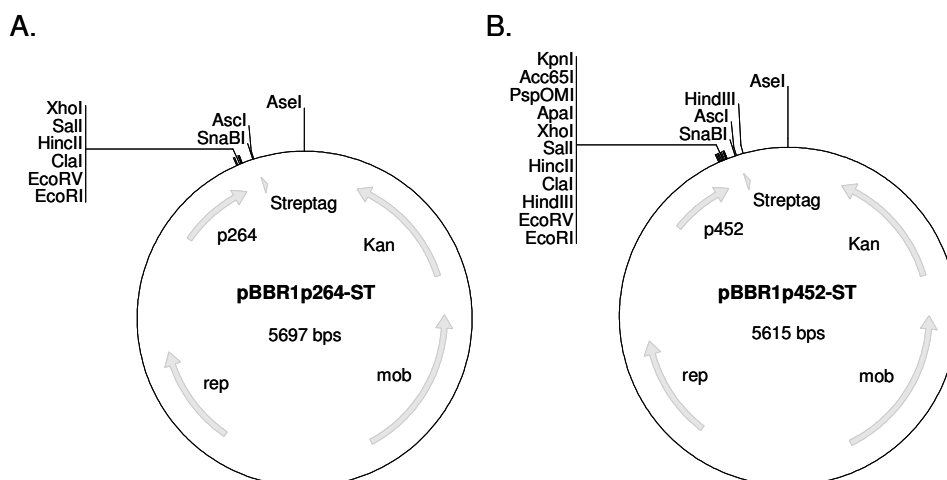 A.
XhoI
SalI
HincII
ClaI
EcoRV
EcoRI
SnaBI
AscI
AseI
Streptag
p264
Kan
pBBR1p264-ST
5697 bps
rep
mob
B.
KpnI
Acc65I
PspOMI
ApaI
XhoI
SalI
HincII
ClaI
HindIII
EcoRV
EcoRI
HindIII
AscI
SnaBI
AseI
Streptag
p452
Kan
pBBR1p452-ST
5615 bps
rep
mob